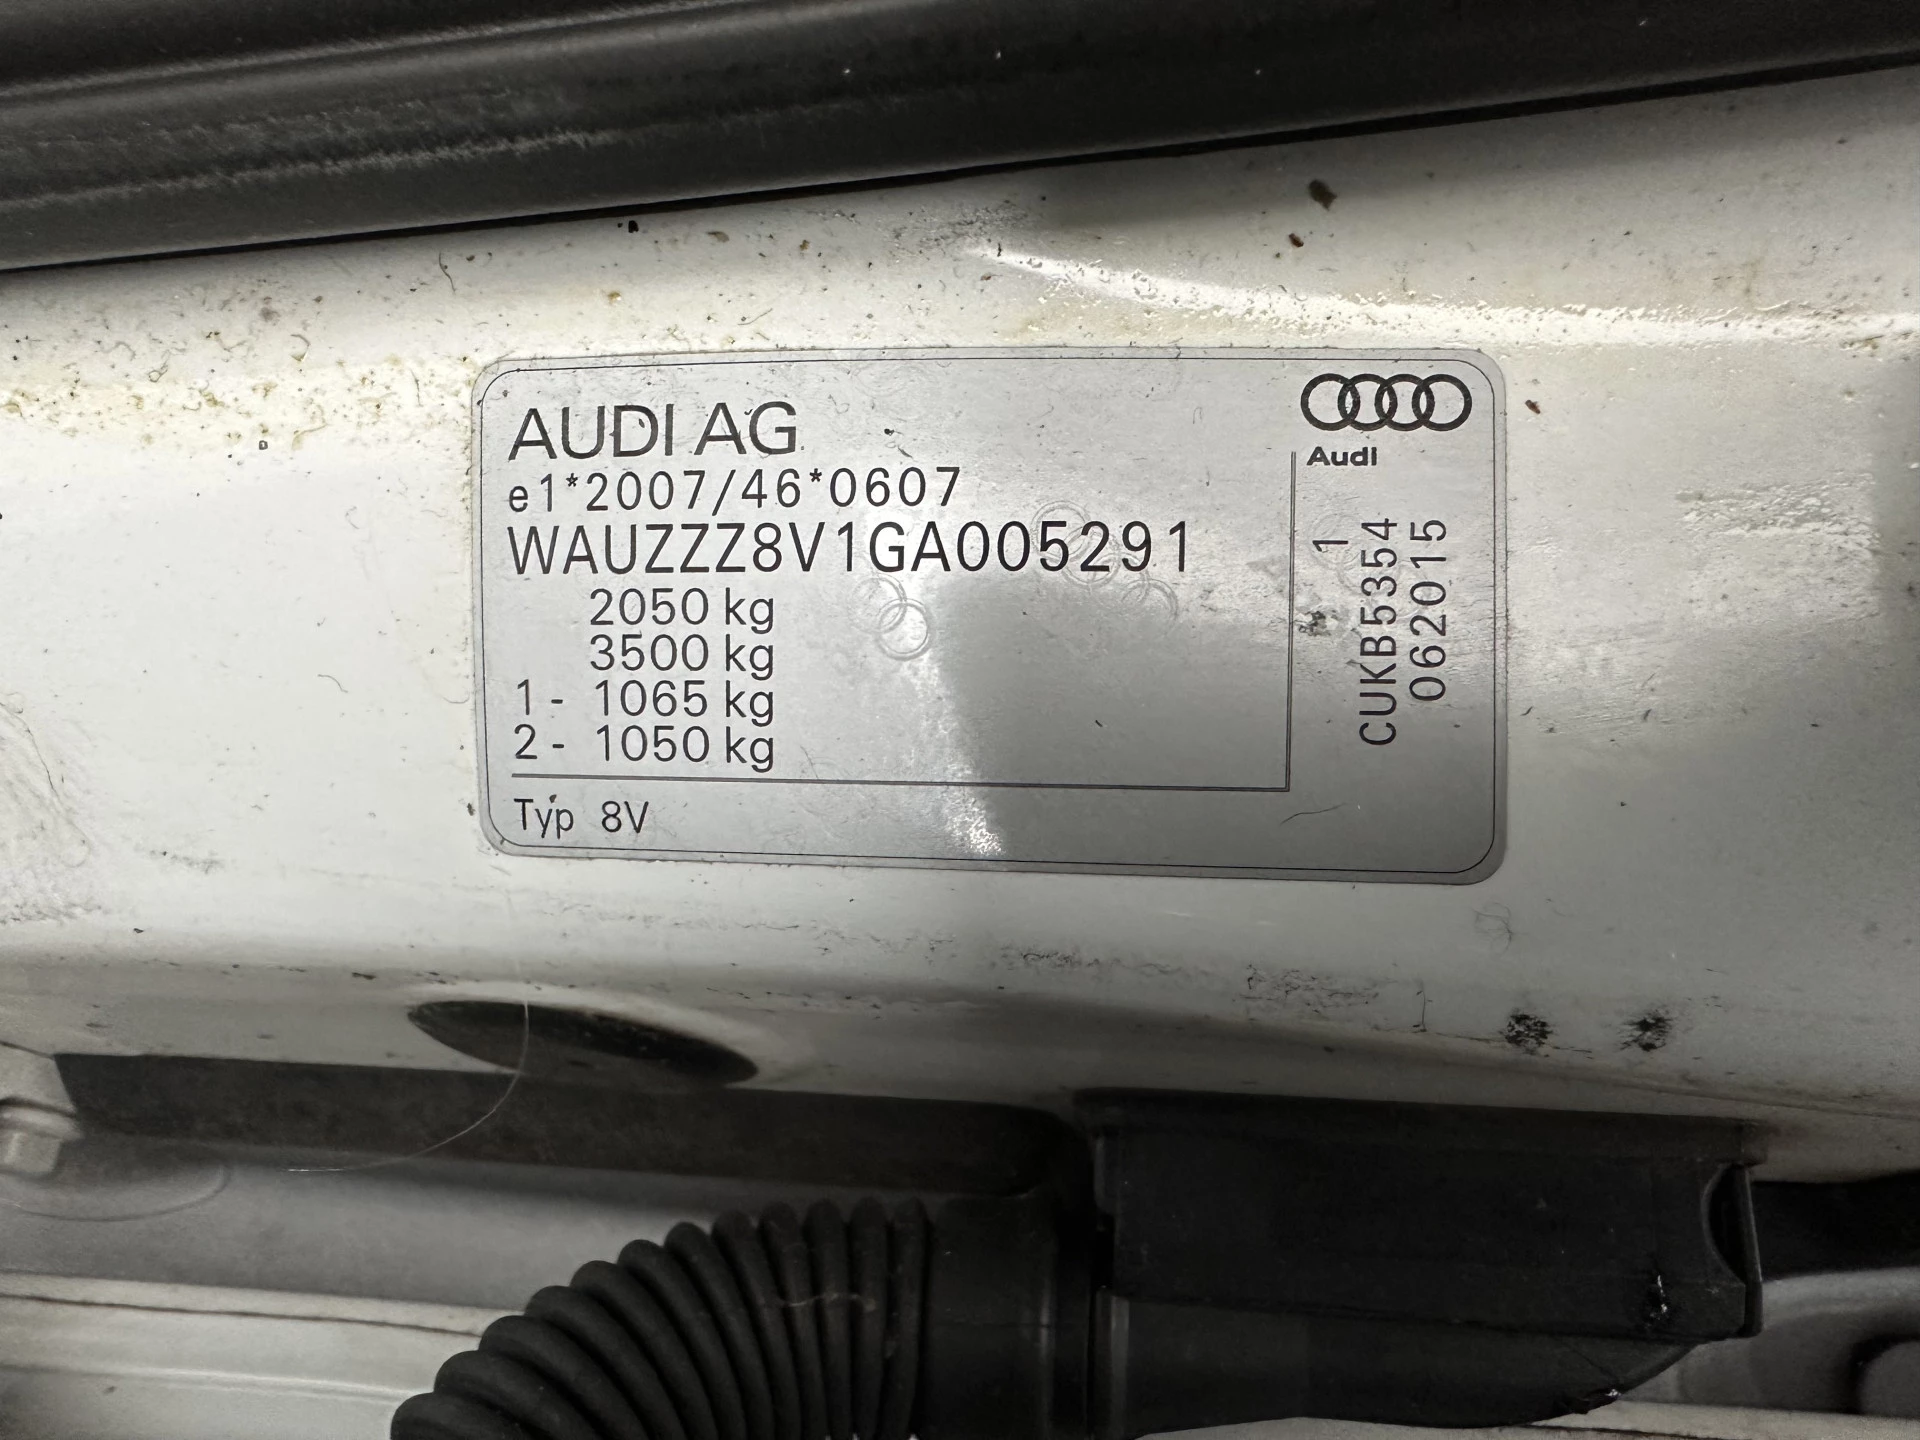 AUDI AG
e1*2007/46*0607
WAUZZZ8V1GA005291
2050 kg
3500 kg
1- 1065 kg
2- 1050 kg
Typ 8V
Audi
1
CUKB5354
062015